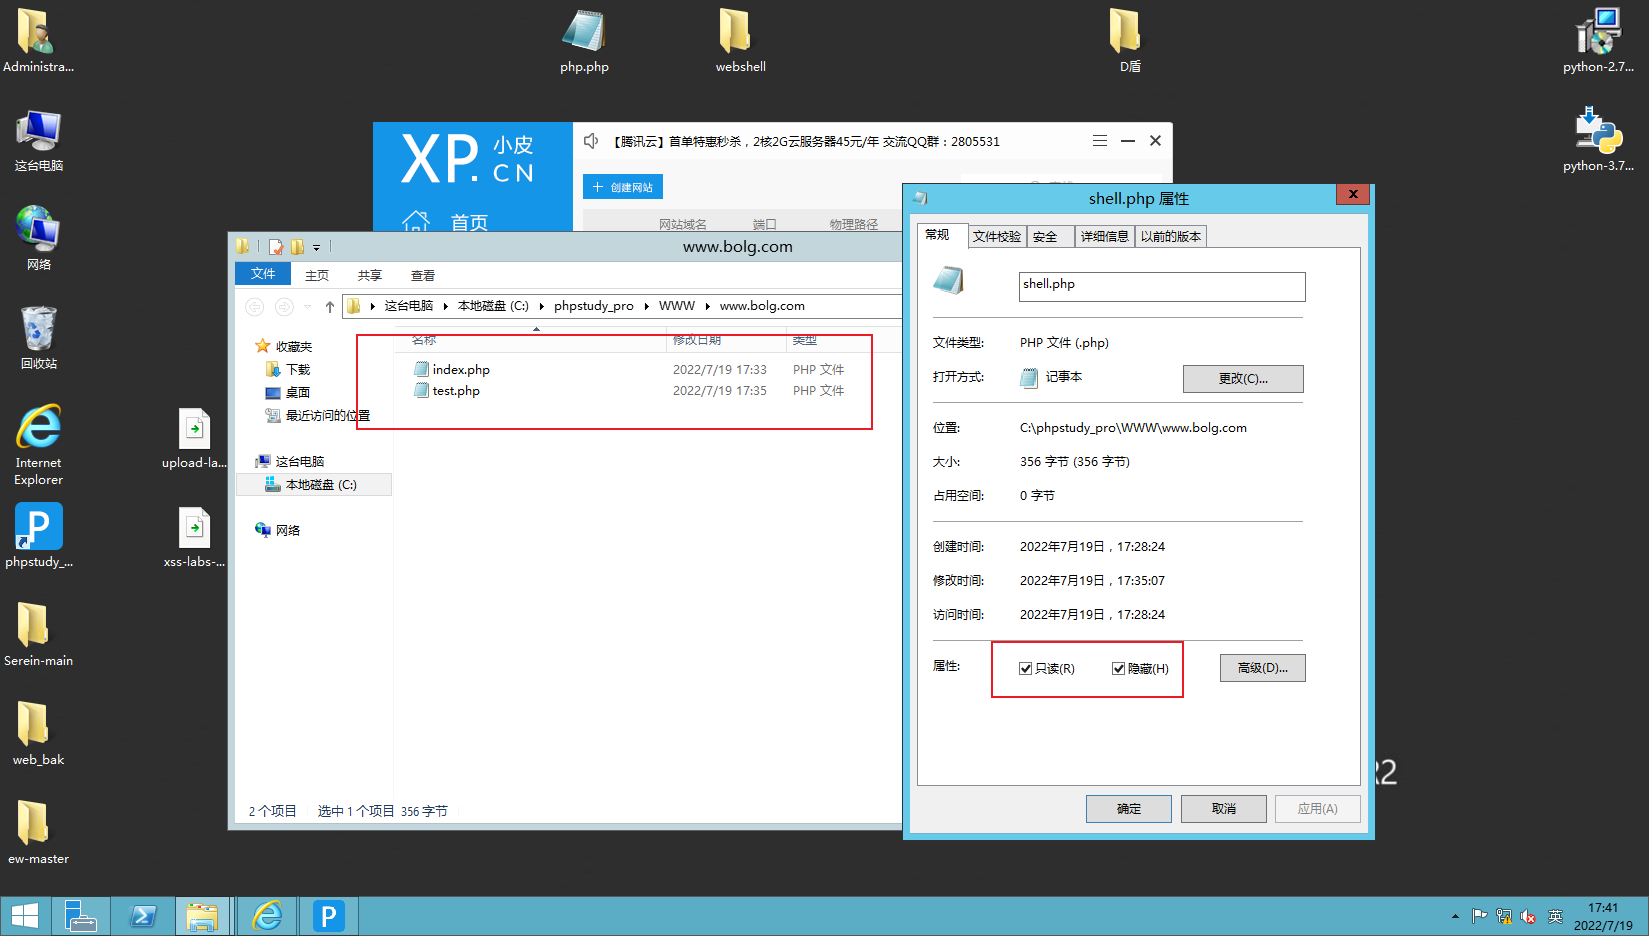 Administra...
php.php
webshell
D盾
python-2.7...
这台电脑
python-3.7...
网络
回收站
Internet
Explorer
upload-la...
phpstudy_...
xss-labs-...
Serein-main
web_bak
ew-master
XP.
小皮
CN
首页
【腾讯云】首单特惠秒杀，2核2G云服务器45元/年 交流QQ群：2805531
创建网站
网站域名
端口
物理路径
www.bolg.com
文件
主页
共享
查看
这台电脑
本地磁盘 (C:)
phpstudy_pro
WWW
www.bolg.com
名称
修改日期
类型
index.php
2022/7/19 17:33
PHP 文件
test.php
2022/7/19 17:35
PHP 文件
收藏夹
下载
桌面
最近访问的位置
这台电脑
本地磁盘 (C:)
网络
2 个项目
选中 1 个项目 356 字节
shell.php 属性
x
常规
文件校验
安全
详细信息
以前的版本
shell.php
文件类型:
PHP 文件 (.php)
打开方式:
记事本
更改(C)...
位置:
C:\phpstudy_pro\WWW\www.bolg.com
大小:
356 字节 (356 字节)
占用空间:
0 字节
创建时间:
2022年7月19日，17:28:24
修改时间:
2022年7月19日，17:35:07
访问时间:
2022年7月19日，17:28:24
属性:
只读(R)
隐藏(H)
高级(D)...
确定
取消
应用(A)
R2
英
17:41
2022/7/19